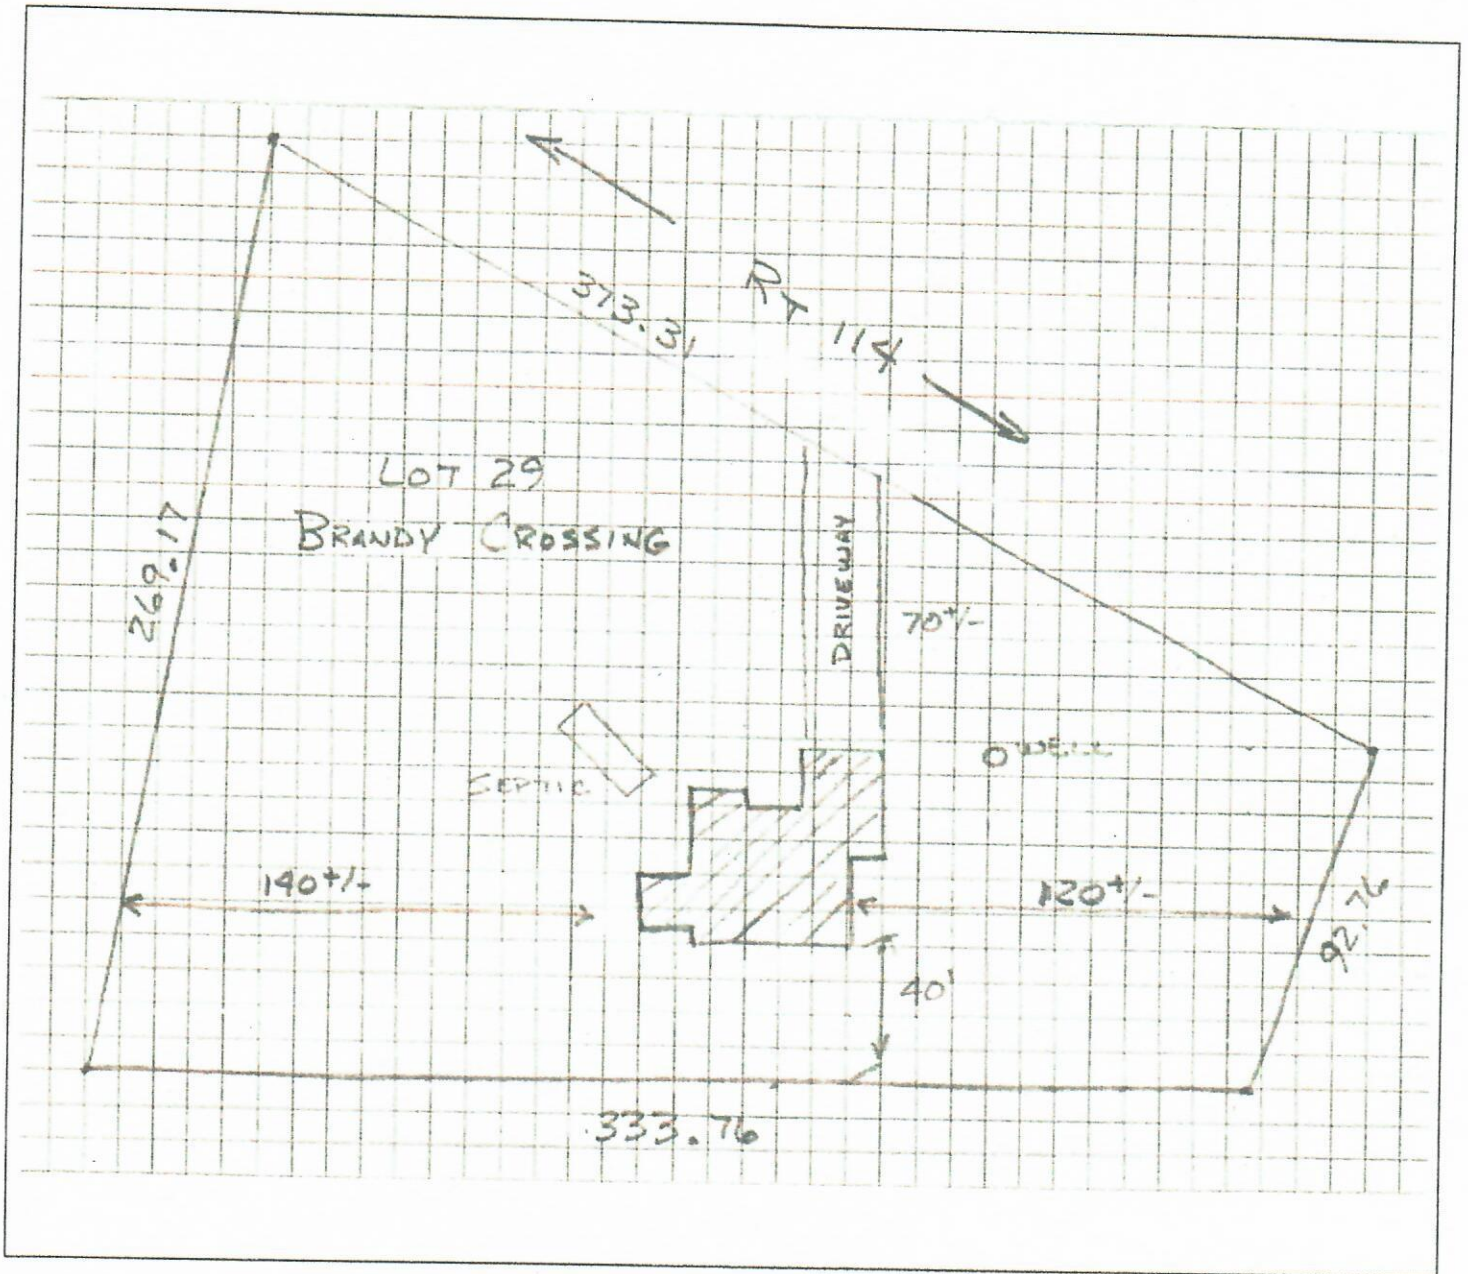 373.31
RT 114
LOT 29
BRANDY CROSSING
269.17
DRIVEWAY
70+/-
WELL
SEPTIC
140+/-
120+/-
92.76
40'
333.76